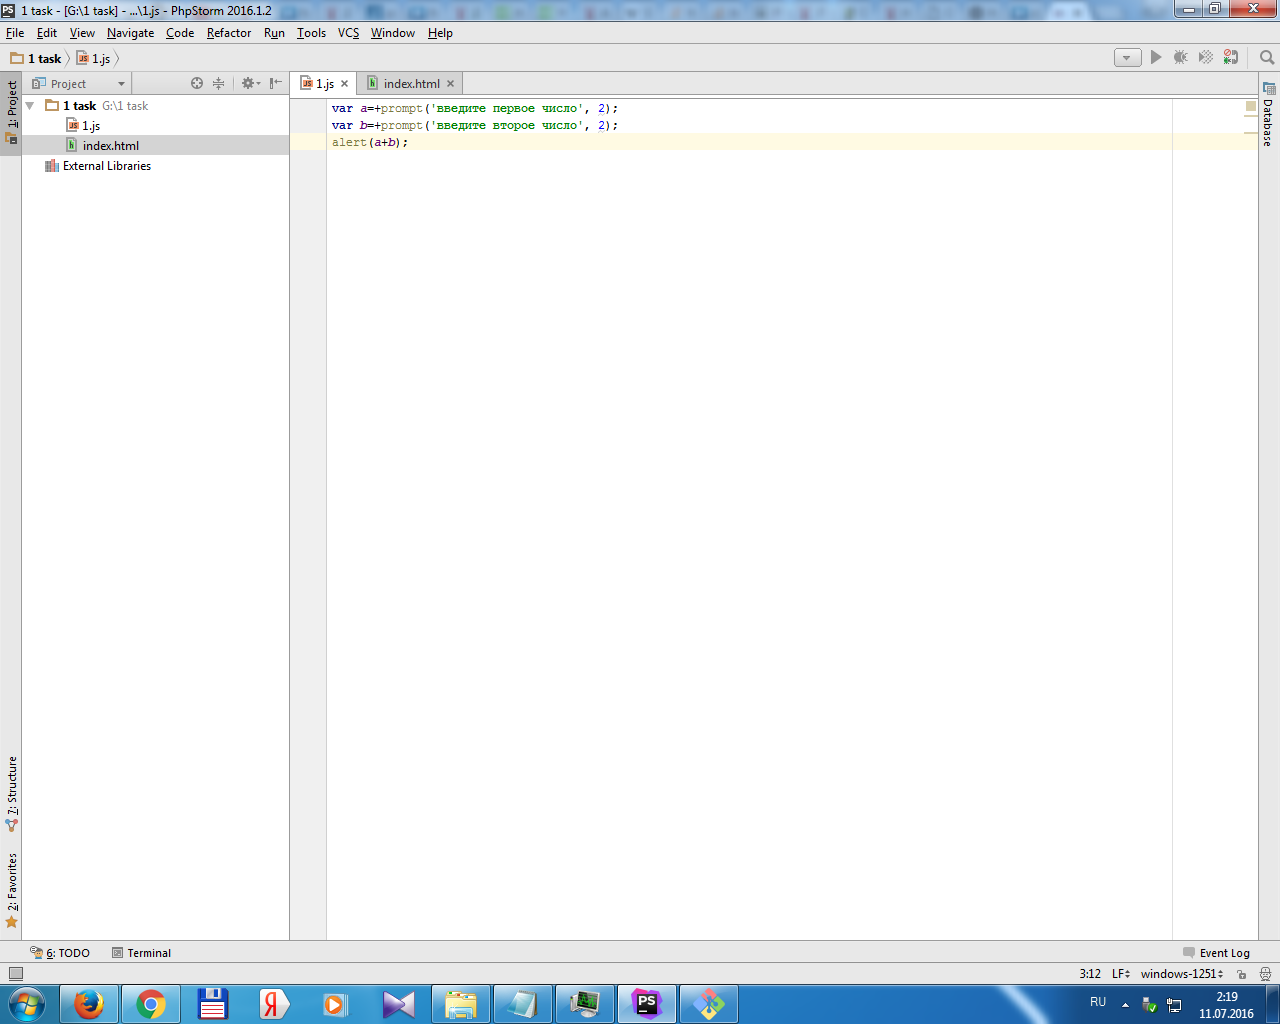 PS 1 task - [G:\1 task] - ...\1.js - PhpStorm 2016.1.2
File Edit View Navigate Code Refactor Run Tools VCS Window Help
1 task 1.js
Project
1.js index.html
1: Project
1 task G:\1 task
1.js
index.html
External Libraries
var a=+prompt('введите первое число', 2);
var b=+prompt('введите второе число', 2);
alert(a+b);
Database
7: Structure
2: Favorites
6: TODO Terminal Event Log
3:12 LF windows-1251
Я PS RU 2:19
11.07.2016